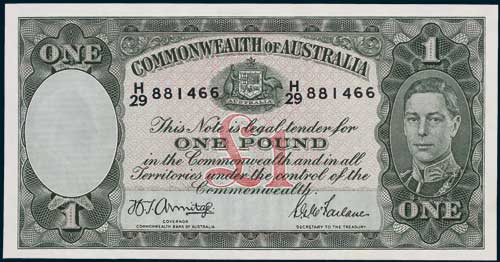 ONE
COMMONWEALTH OF AUSTRALIA
1
H/29 881466 H/29 881466
AUSTRALIA
This Note is legal tender for
ONE POUND
£1
in the Commonwealth and in all
Territories under the control of the
Commonwealth.
GOVERNOR
COMMONWEALTH BANK OF AUSTRALIA
SECRETARY TO THE TREASURY
1
ONE